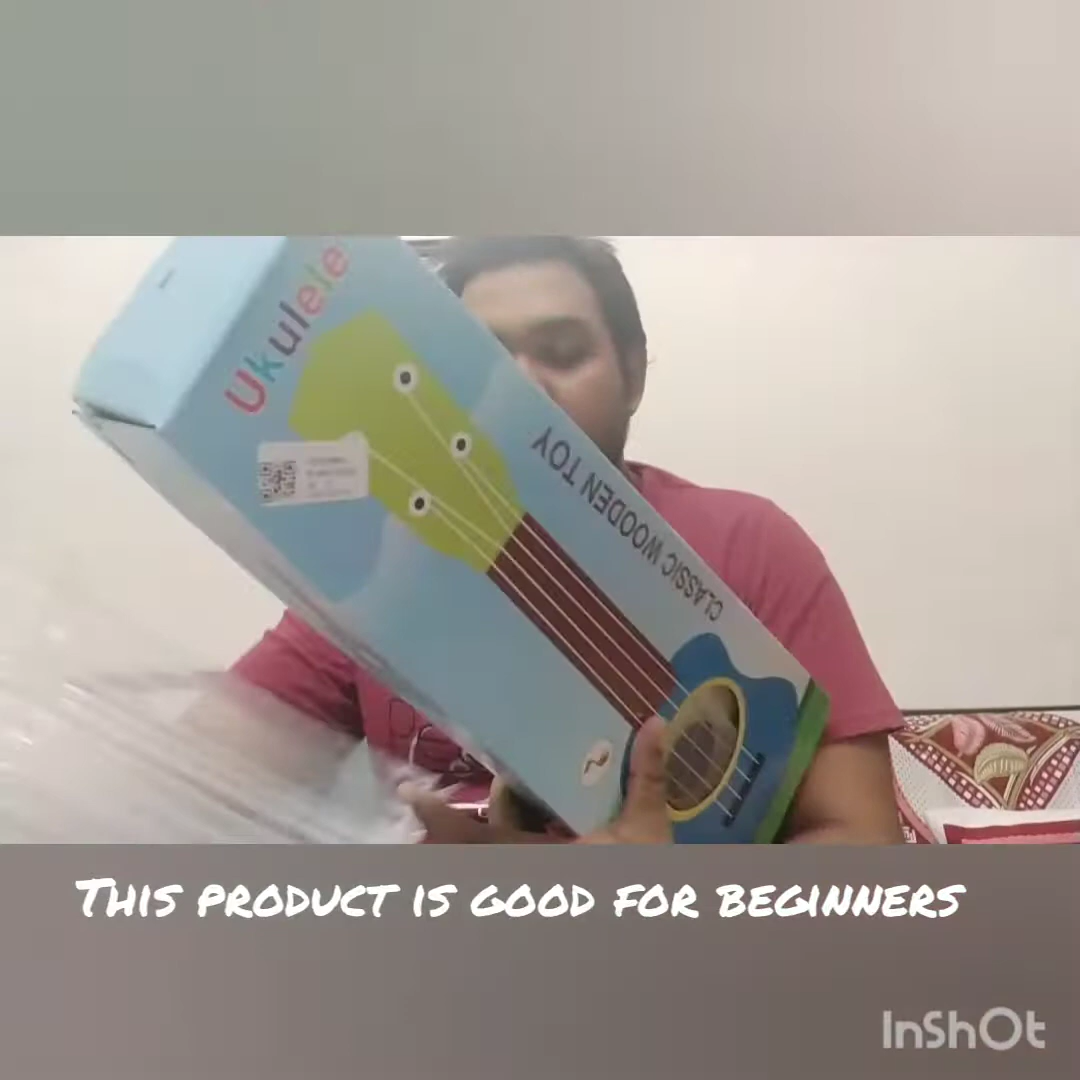 Ukulele
CLASSIC WOODEN TOY
THIS PRODUCT IS GOOD FOR BEGINNERS
InShOt